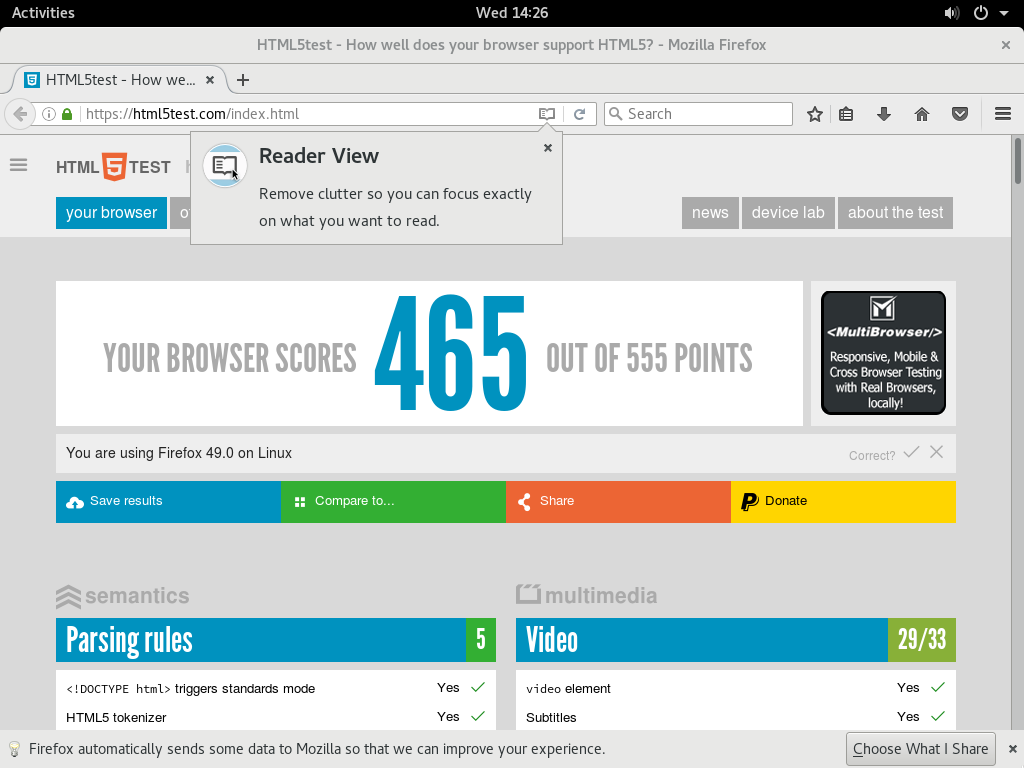 Activities
Wed 14:26
HTML5test - How well does your browser support HTML5? - Mozilla Firefox
HTML5test - How we...
https://html5test.com/index.html
Search
Reader View
Remove clutter so you can focus exactly
on what you want to read.
HTML 5 TEST
your browser
news
device lab
about the test
YOUR BROWSER SCORES 465 OUT OF 555 POINTS
<MultiBrowser/>
Responsive, Mobile &
Cross Browser Testing
with Real Browsers,
locally!
You are using Firefox 49.0 on Linux
Correct?
Save results
Compare to...
Share
Donate
semantics
Parsing rules 5
<!DOCTYPE html> triggers standards mode Yes
HTML5 tokenizer Yes
multimedia
Video 29/33
video element Yes
Subtitles Yes
Firefox automatically sends some data to Mozilla so that we can improve your experience.
Choose What I Share